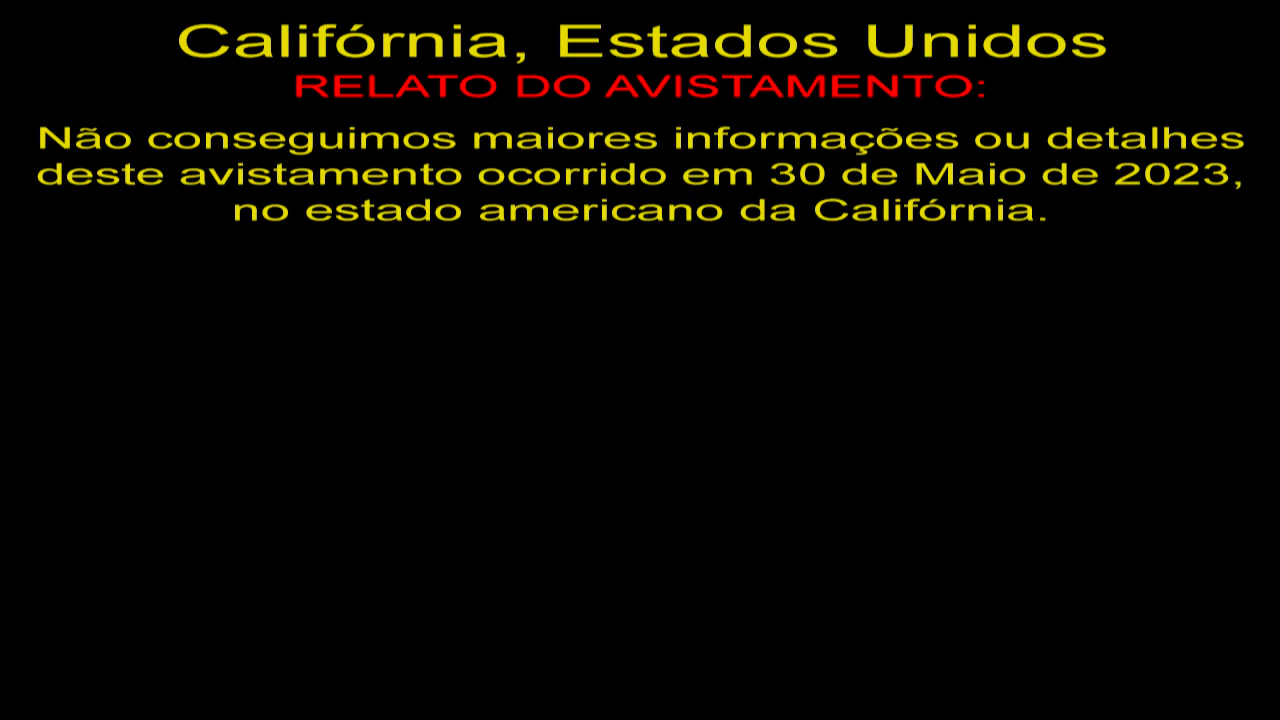 Califórnia, Estados Unidos
RELATO DO AVISTAMENTO:
Não conseguimos maiores informações ou detalhes
deste avistamento ocorrido em 30 de Maio de 2023,
no estado americano da Califórnia.